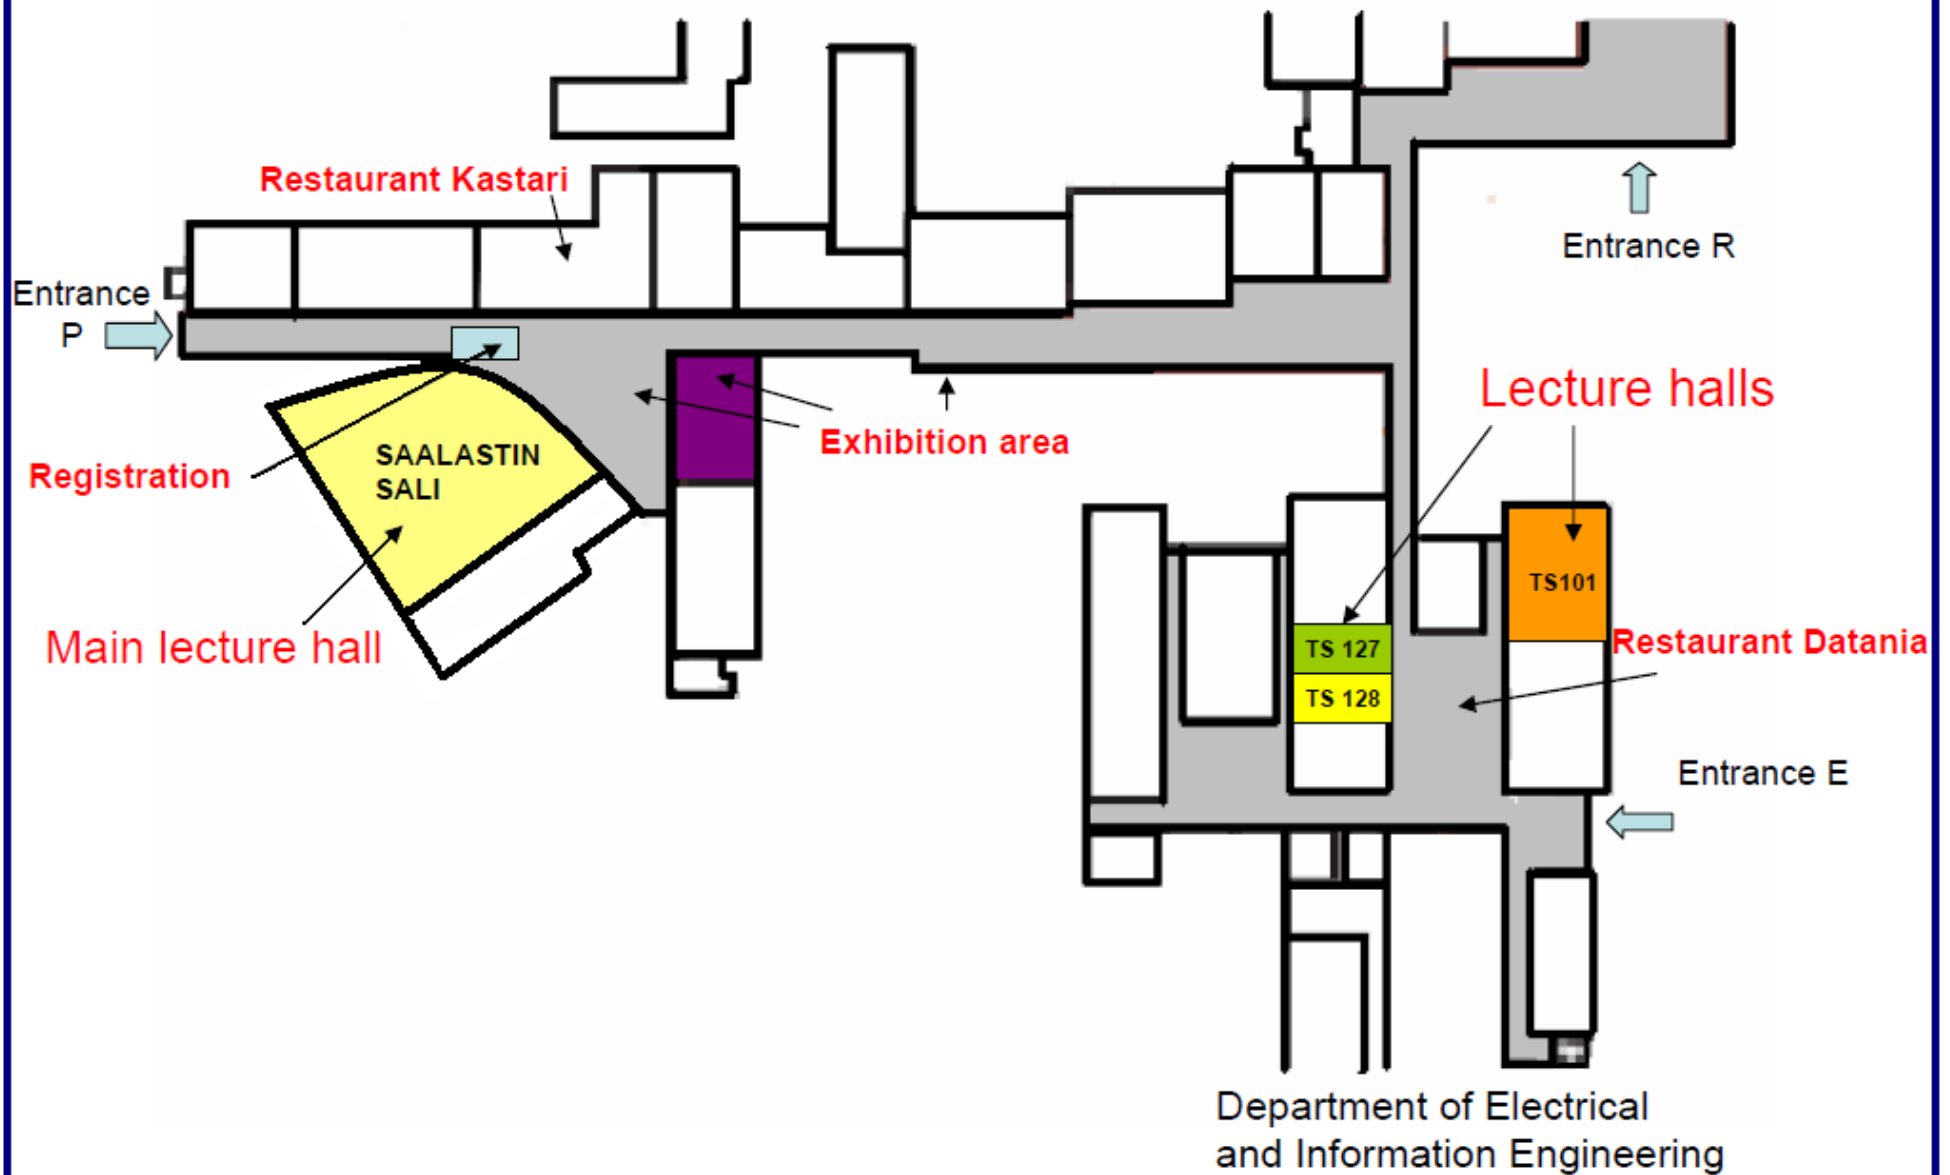 Restaurant Kastari
Entrance R
Entrance
P
Lecture halls
Exhibition area
SAALASTIN
SALI
Registration
TS101
Main lecture hall
TS 127
Restaurant Datania
TS 128
Entrance E
Department of Electrical
and Information Engineering